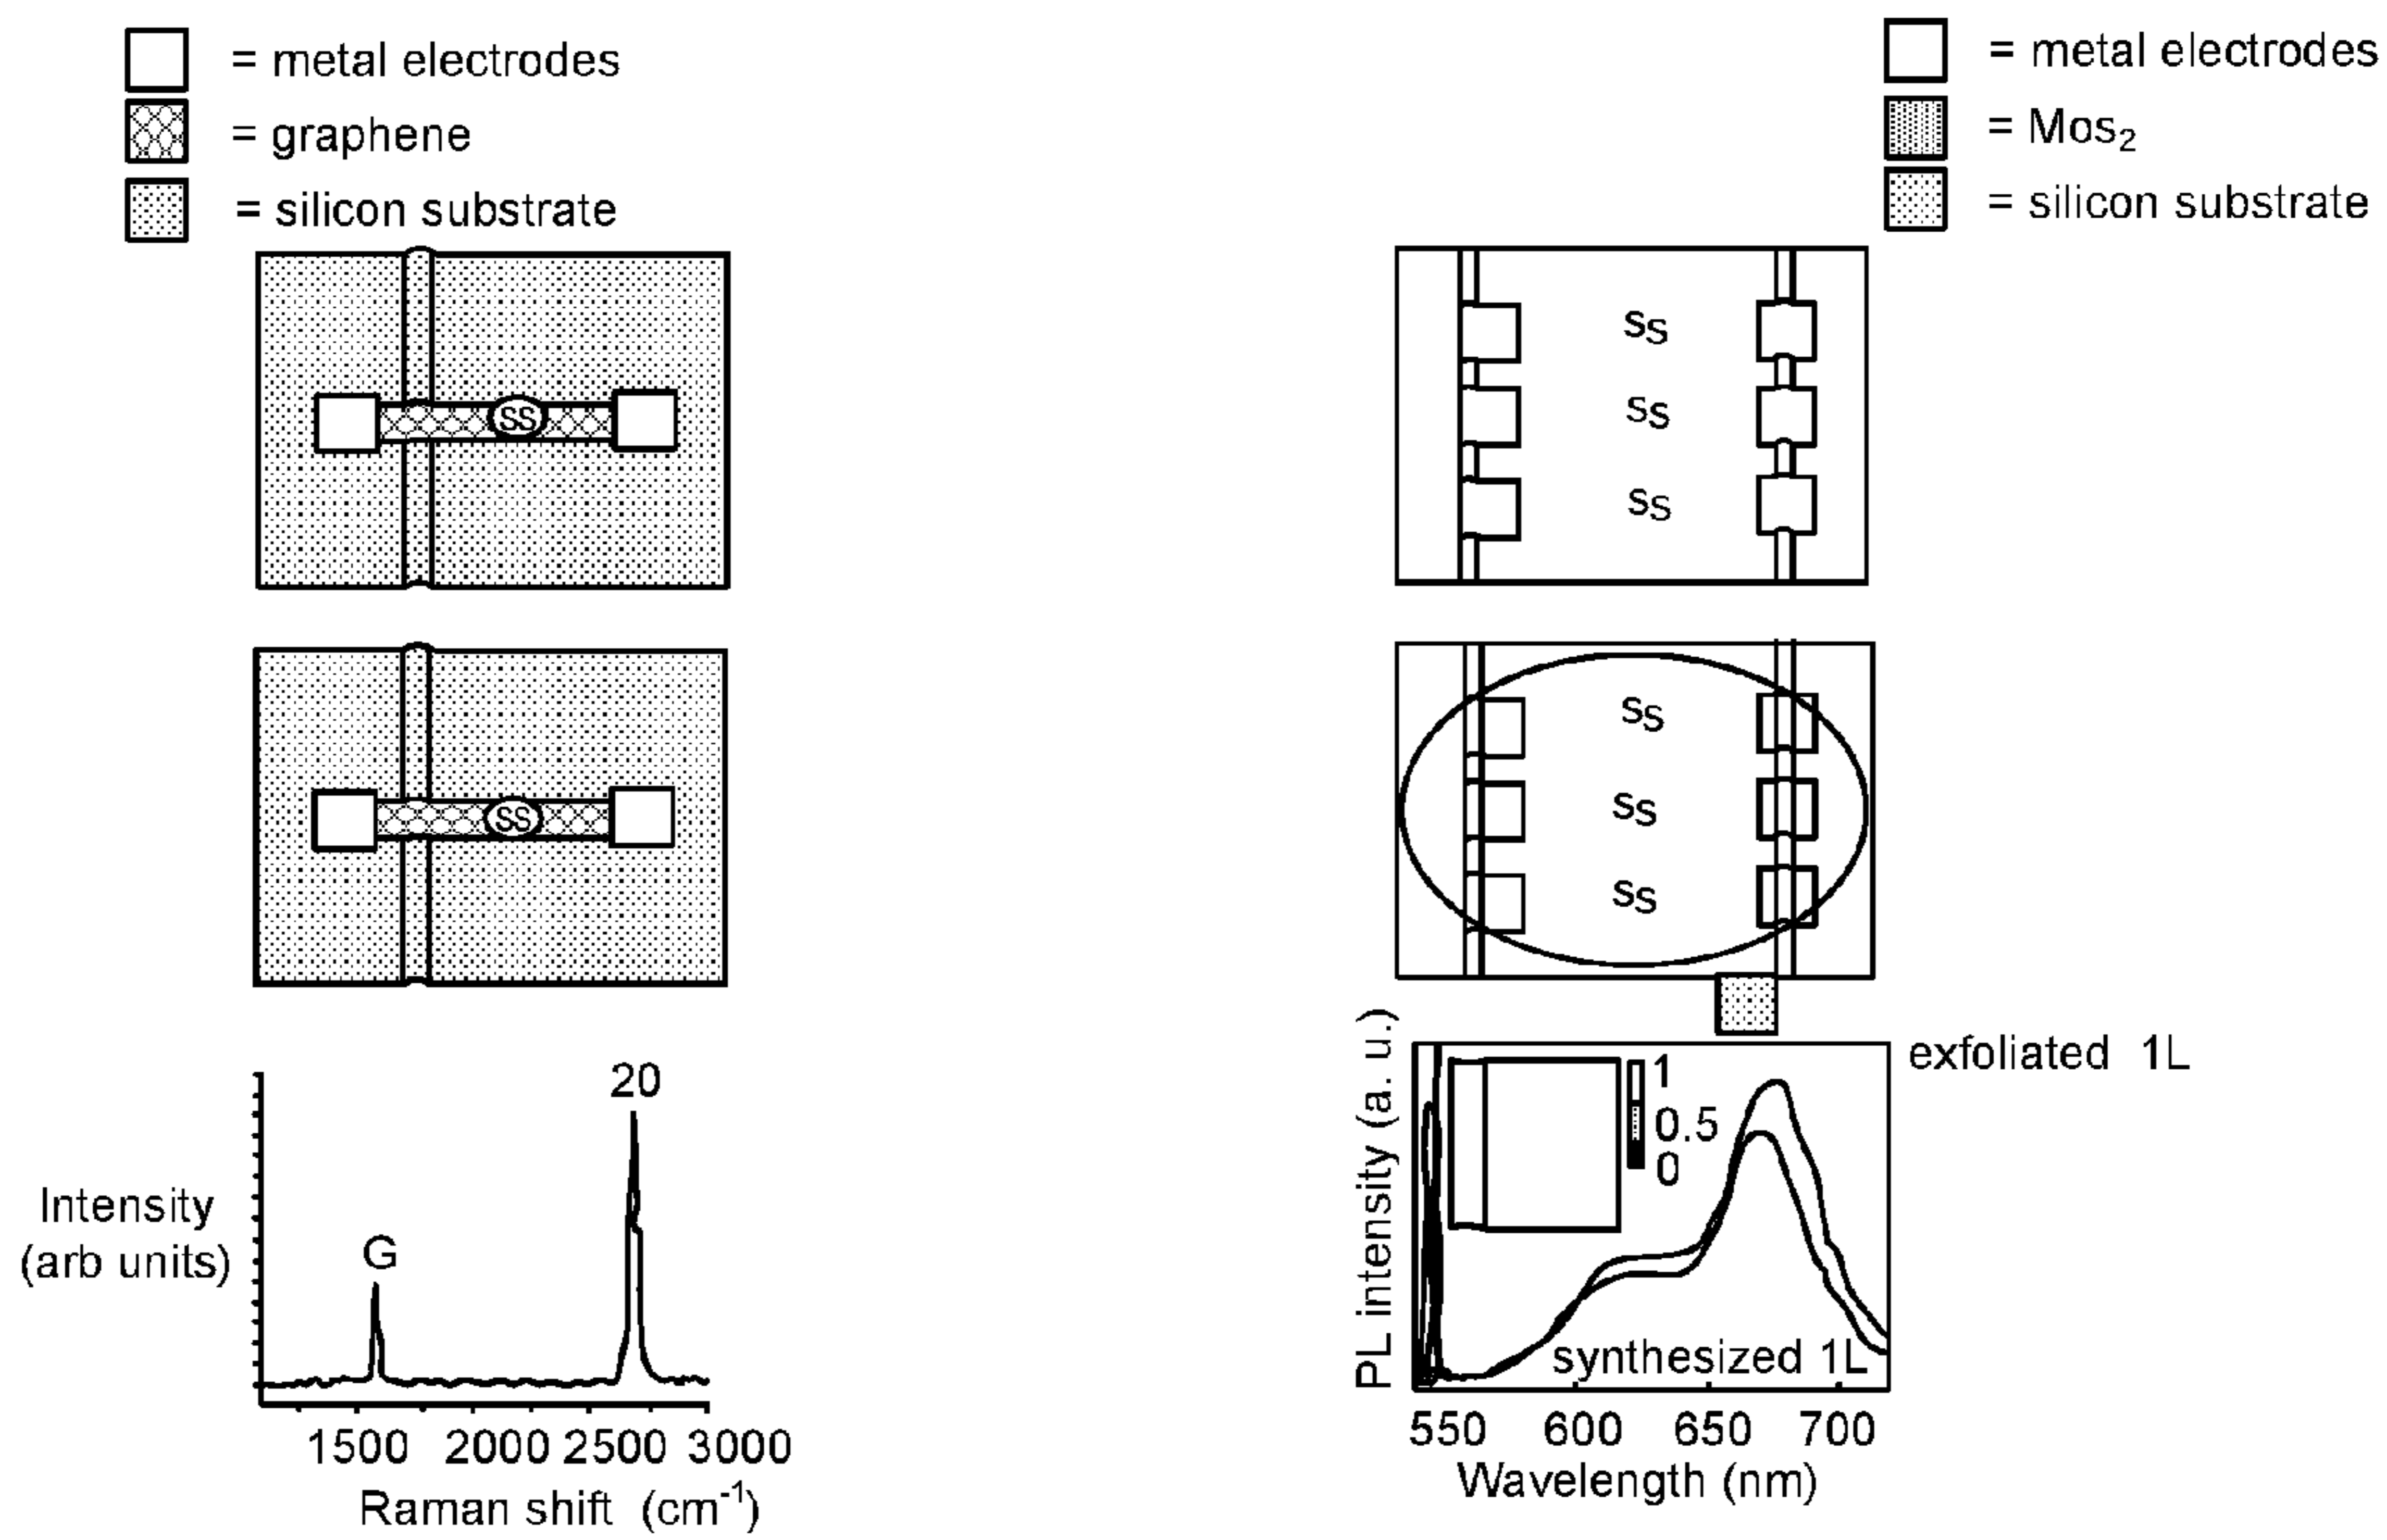 = metal electrodes
= graphene
= silicon substrate
SS
SS
20
G
Intensity
(arb units)
1500 2000 2500 3000
Raman shift (cm⁻¹)
= metal electrodes
= Mos₂
= silicon substrate
SS
SS
SS
SS
SS
SS
exfoliated 1L
PL intensity (a. u.)
1
0.5
0
synthesized 1L
550 600 650 700
Wavelength (nm)